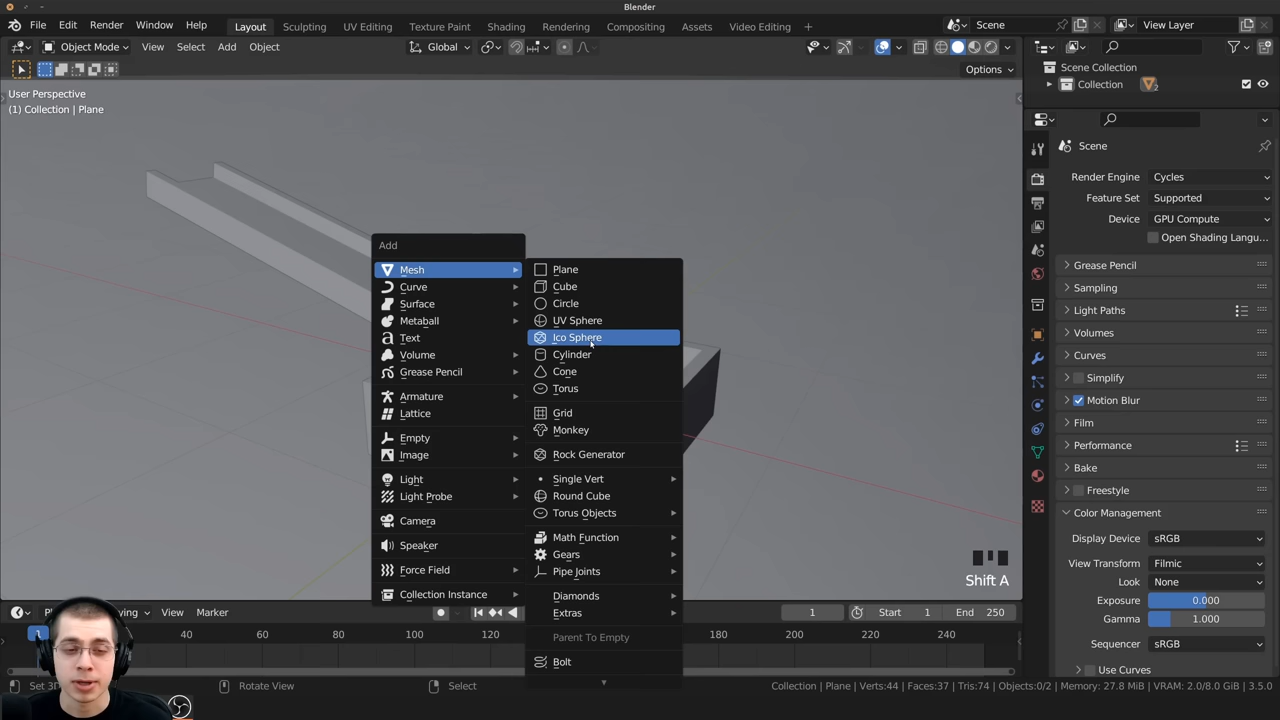 Blender
File Edit Render Window Help Layout Sculpting UV Editing Texture Paint Shading Rendering Compositing Assets Video Editing + Scene View Layer
Object Mode View Select Add Object Global
Options
User Perspective
(1) Collection | Plane
Scene Collection
Collection 2
Scene
Render Engine Cycles
Feature Set Supported
Device GPU Compute
Open Shading Langu...
Grease Pencil
Sampling
Light Paths
Volumes
Curves
Simplify
Motion Blur
Film
Performance
Bake
Freestyle
Color Management
Display Device sRGB
View Transform Filmic
Look None
Exposure 0.000
Gamma 1.000
Sequencer sRGB
Use Curves
Add
Mesh
Curve
Surface
Metaball
Text
Volume
Grease Pencil
Armature
Lattice
Empty
Image
Light
Light Probe
Camera
Speaker
Force Field
Collection Instance
Plane
Cube
Circle
UV Sphere
Ico Sphere
Cylinder
Cone
Torus
Grid
Monkey
Rock Generator
Single Vert
Round Cube
Torus Objects
Math Function
Gears
Pipe Joints
Diamonds
Extras
Parent To Empty
Bolt
Shift A
View Marker 1 Start 1 End 250
40 80 100 120 180 200 220 240
Rotate View Select Collection | Plane | Verts:44 | Faces:37 | Tris:74 | Objects:0/2 | Memory: 27.8 MiB | VRAM: 2.0/8.0 GiB | 3.5.0